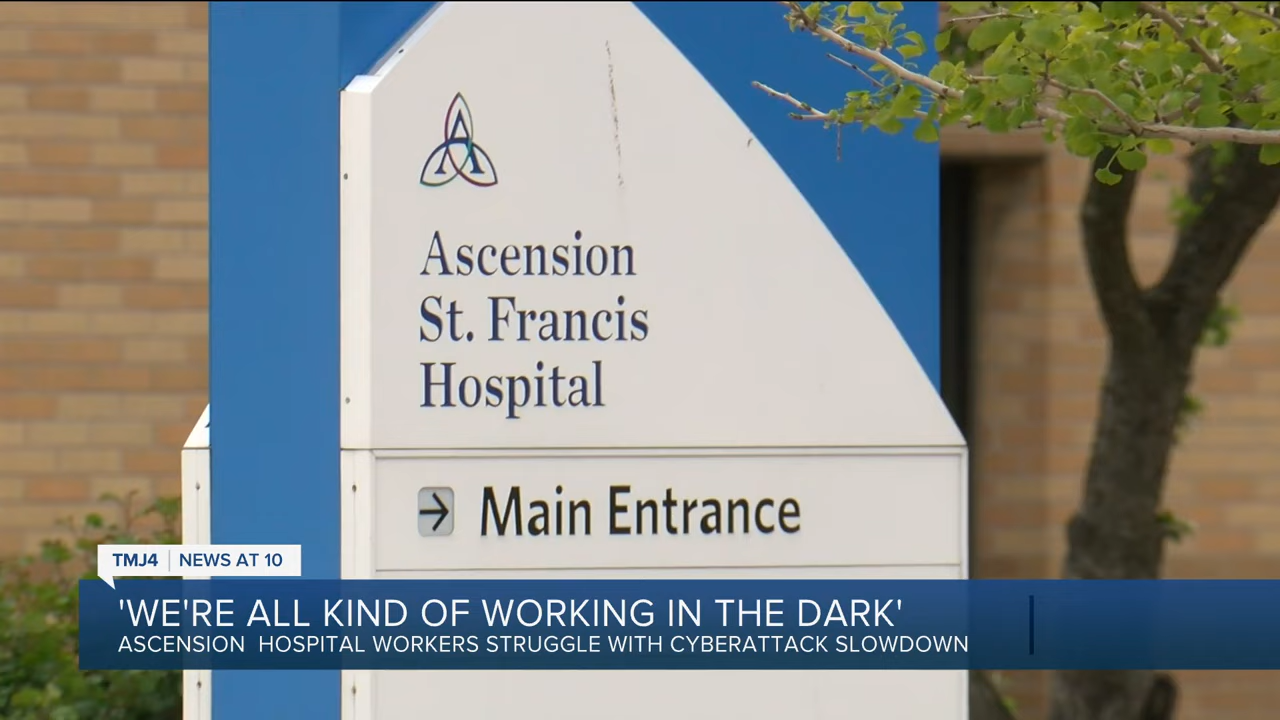 A
Ascension
St. Francis
Hospital
→ Main Entrance
TMJ4 | NEWS AT 10
'WE'RE ALL KIND OF WORKING IN THE DARK'
ASCENSION HOSPITAL WORKERS STRUGGLE WITH CYBERATTACK SLOWDOWN